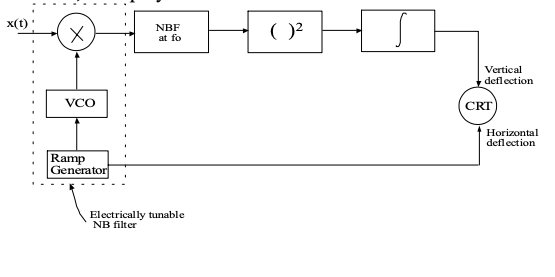 x(t)
NBF
at fo
( )²
∫
VCO
Vertical
deflection
CRT
Horizontal
deflection
Ramp
Generator
Electrically tunable
NB filter